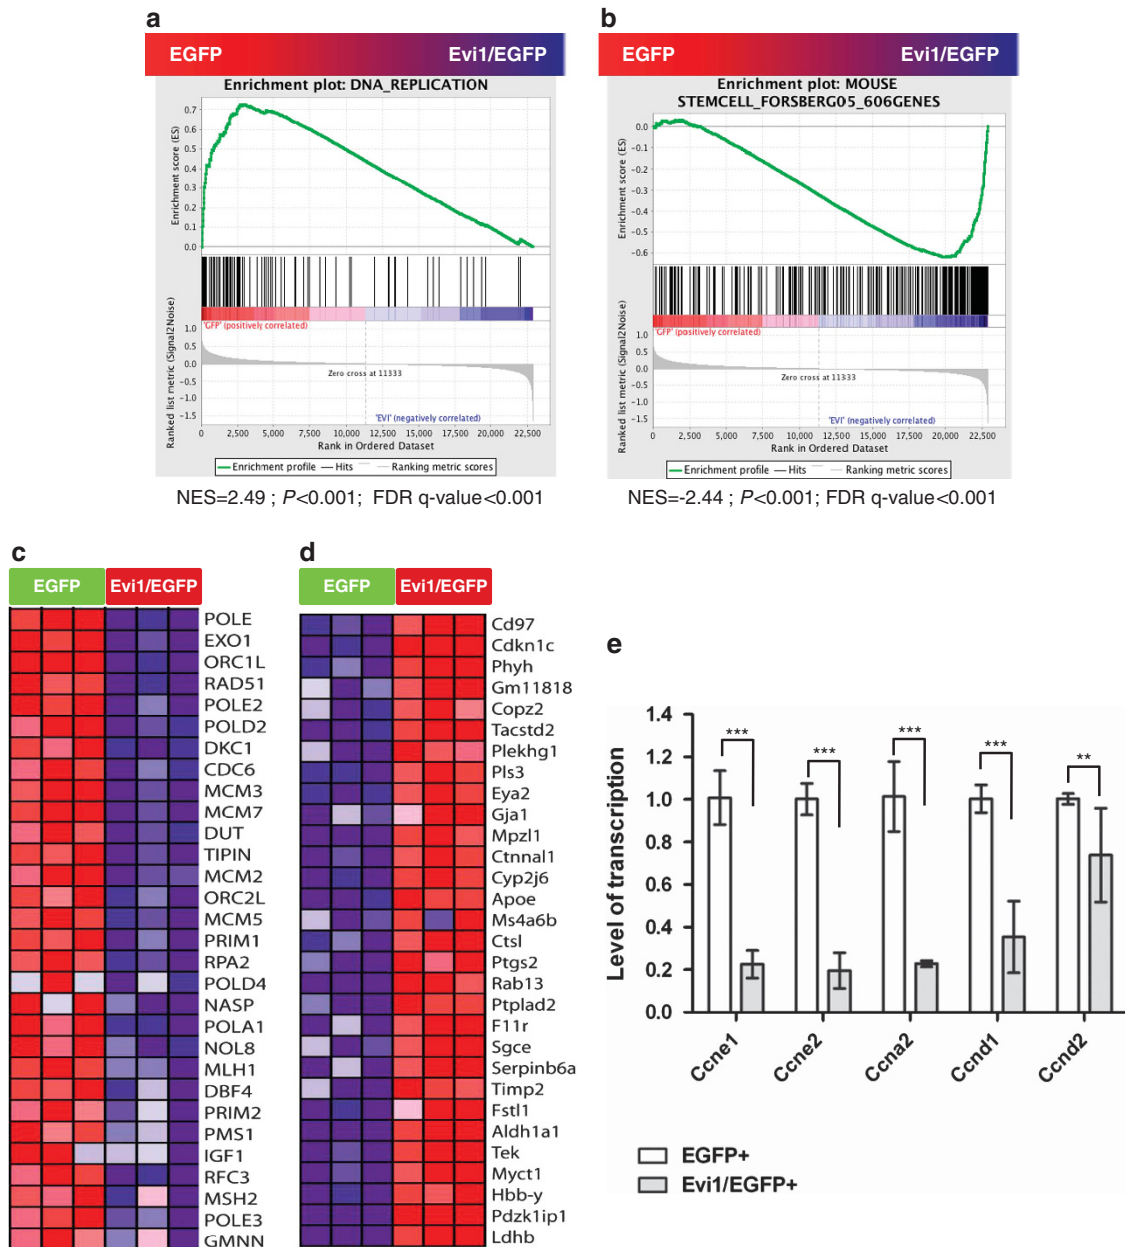 a
EGFP Evi1/EGFP
Enrichment plot: DNA_REPLICATION
Enrichment score (ES)
0.7
0.6
0.5
0.4
0.3
0.2
0.1
0.0
'GFP' (positively correlated)
Ranked list metric (Signal2Noise)
1.0
0.5
0.0
−0.5
−1.0
−1.5
Zero cross at 11333
'EVI' (negatively correlated)
0 2,500 5,000 7,500 10,000 12,500 15,000 17,500 20,000 22,500
Rank in Ordered Dataset
Enrichment profile Hits Ranking metric scores
NES=2.49 ; P<0.001; FDR q-value<0.001
b
EGFP Evi1/EGFP
Enrichment plot: MOUSE
STEMCELL_FORSBERG05_606GENES
Enrichment score (ES)
0.0
−0.1
−0.2
−0.3
−0.4
−0.5
−0.6
'GFP' (positively correlated)
Ranked list metric (Signal2Noise)
1.0
0.5
0.0
−0.5
−1.0
−1.5
Zero cross at 11333
'EVI' (negatively correlated)
0 2,500 5,000 7,500 10,000 12,500 15,000 17,500 20,000 22,500
Rank in Ordered Dataset
Enrichment profile Hits Ranking metric scores
NES=-2.44 ; P<0.001; FDR q-value<0.001
c
EGFP Evi1/EGFP
POLE
EXO1
ORC1L
RAD51
POLE2
POLD2
DKC1
CDC6
MCM3
MCM7
DUT
TIPIN
MCM2
ORC2L
MCM5
PRIM1
RPA2
POLD4
NASP
POLA1
NOL8
MLH1
DBF4
PRIM2
PMS1
IGF1
RFC3
MSH2
POLE3
GMNN
d
EGFP Evi1/EGFP
Cd97
Cdkn1c
Phyh
Gm11818
Copz2
Tacstd2
Plekhg1
Pls3
Eya2
Gja1
Mpzl1
Ctnnal1
Cyp2j6
Apoe
Ms4a6b
Ctsl
Ptgs2
Rab13
Ptplad2
F11r
Sgce
Serpinb6a
Timp2
Fstl1
Aldh1a1
Tek
Myct1
Hbb-y
Pdzk1ip1
Ldhb
e
Level of transcription
1.4
1.2
1.0
0.8
0.6
0.4
0.2
0.0
*** *** *** *** **
Ccne1 Ccne2 Ccna2 Ccnd1 Ccnd2
EGFP+
Evi1/EGFP+